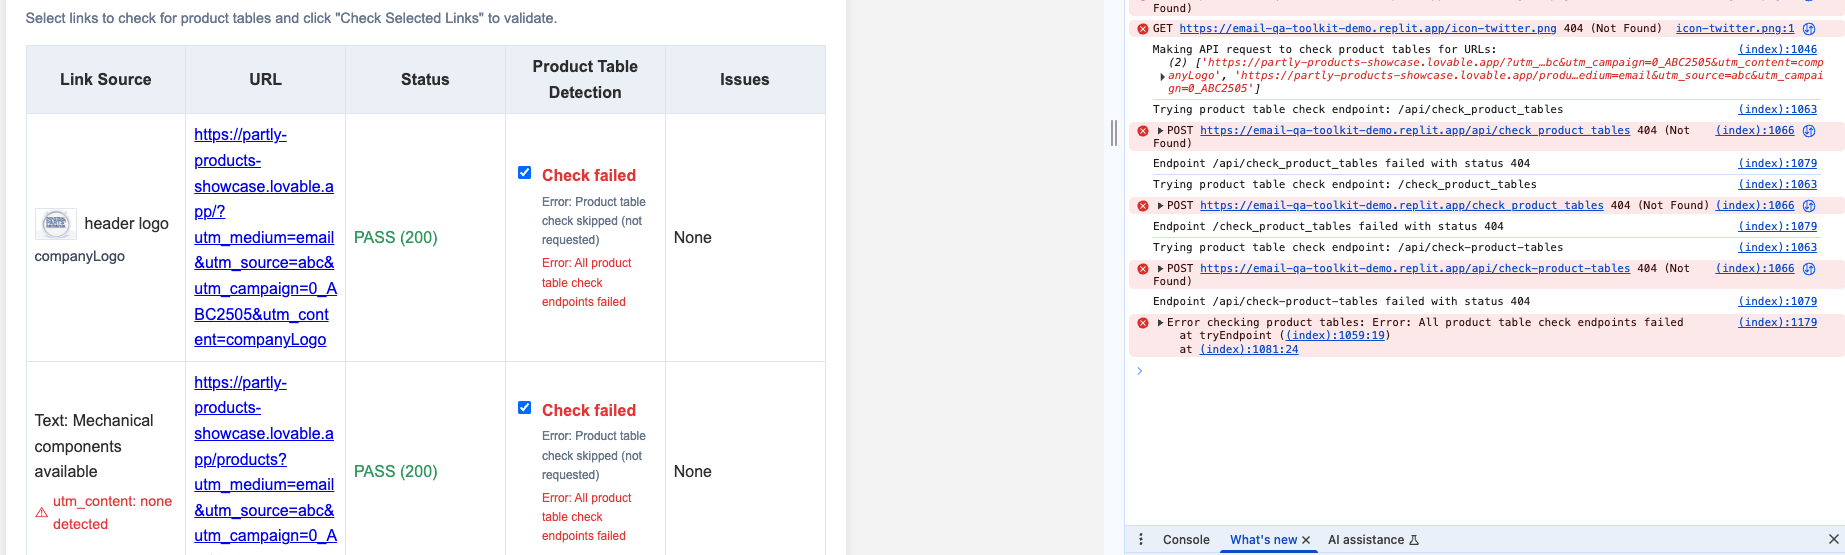 Select links to check for product tables and click "Check Selected Links" to validate.
Link Source
URL
Status
Product Table
Detection
Issues
header logo
companyLogo
https://partly-
products-
showcase.lovable.a
pp/?
utm_medium=email
&utm_source=abc&
utm_campaign=0_A
BC2505&utm_cont
ent=companyLogo
PASS (200)
Check failed
Error: Product table
check skipped (not
requested)
Error: All product
table check
endpoints failed
None
Text: Mechanical
components
available
utm_content: none
detected
https://partly-
products-
showcase.lovable.a
pp/products?
utm_medium=email
&utm_source=abc&
utm_campaign=0_A
PASS (200)
Check failed
Error: Product table
check skipped (not
requested)
Error: All product
table check
endpoints failed
None
Found)
GET https://email-qa-toolkit-demo.replit.app/icon-twitter.png 404 (Not Found) icon-twitter.png:1
Making API request to check product tables for URLs: (index):1046
(2) ['https://partly-products-showcase.lovable.app/?utm_…bc&utm_campaign=0_ABC2505&utm_content=comp
anyLogo', 'https://partly-products-showcase.lovable.app/produ…edium=email&utm_source=abc&utm_campai
gn=0_ABC2505']
Trying product table check endpoint: /api/check_product_tables (index):1063
POST https://email-qa-toolkit-demo.replit.app/api/check_product_tables 404 (Not (index):1066
Found)
Endpoint /api/check_product_tables failed with status 404 (index):1079
Trying product table check endpoint: /check_product_tables (index):1063
POST https://email-qa-toolkit-demo.replit.app/check_product_tables 404 (Not Found) (index):1066
Endpoint /check_product_tables failed with status 404 (index):1079
Trying product table check endpoint: /api/check-product-tables (index):1063
POST https://email-qa-toolkit-demo.replit.app/api/check-product-tables 404 (Not (index):1066
Found)
Endpoint /api/check-product-tables failed with status 404 (index):1079
Error checking product tables: Error: All product table check endpoints failed (index):1179
at tryEndpoint ((index):1059:19)
at (index):1081:24
Console
What's new
AI assistance